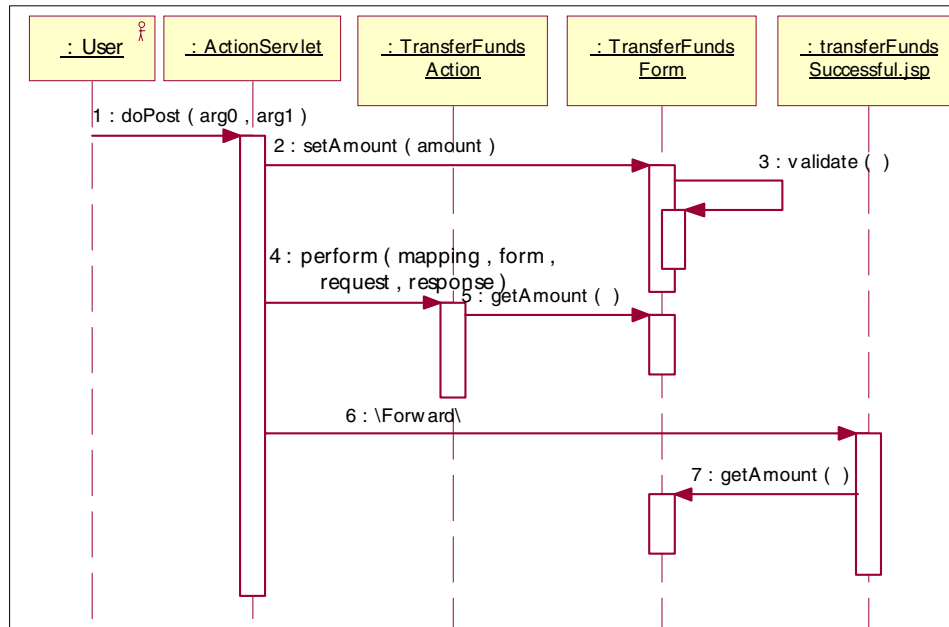 : User
: ActionServlet
: TransferFunds
Action
: TransferFunds
Form
: transferFunds
Successful.jsp
1 : doPost ( arg0 , arg1 )
2 : setAmount ( amount )
3 : validate ( )
4 : perform ( mapping , form ,
request , response )
5 : getAmount ( )
6 : \Forward\
7 : getAmount ( )